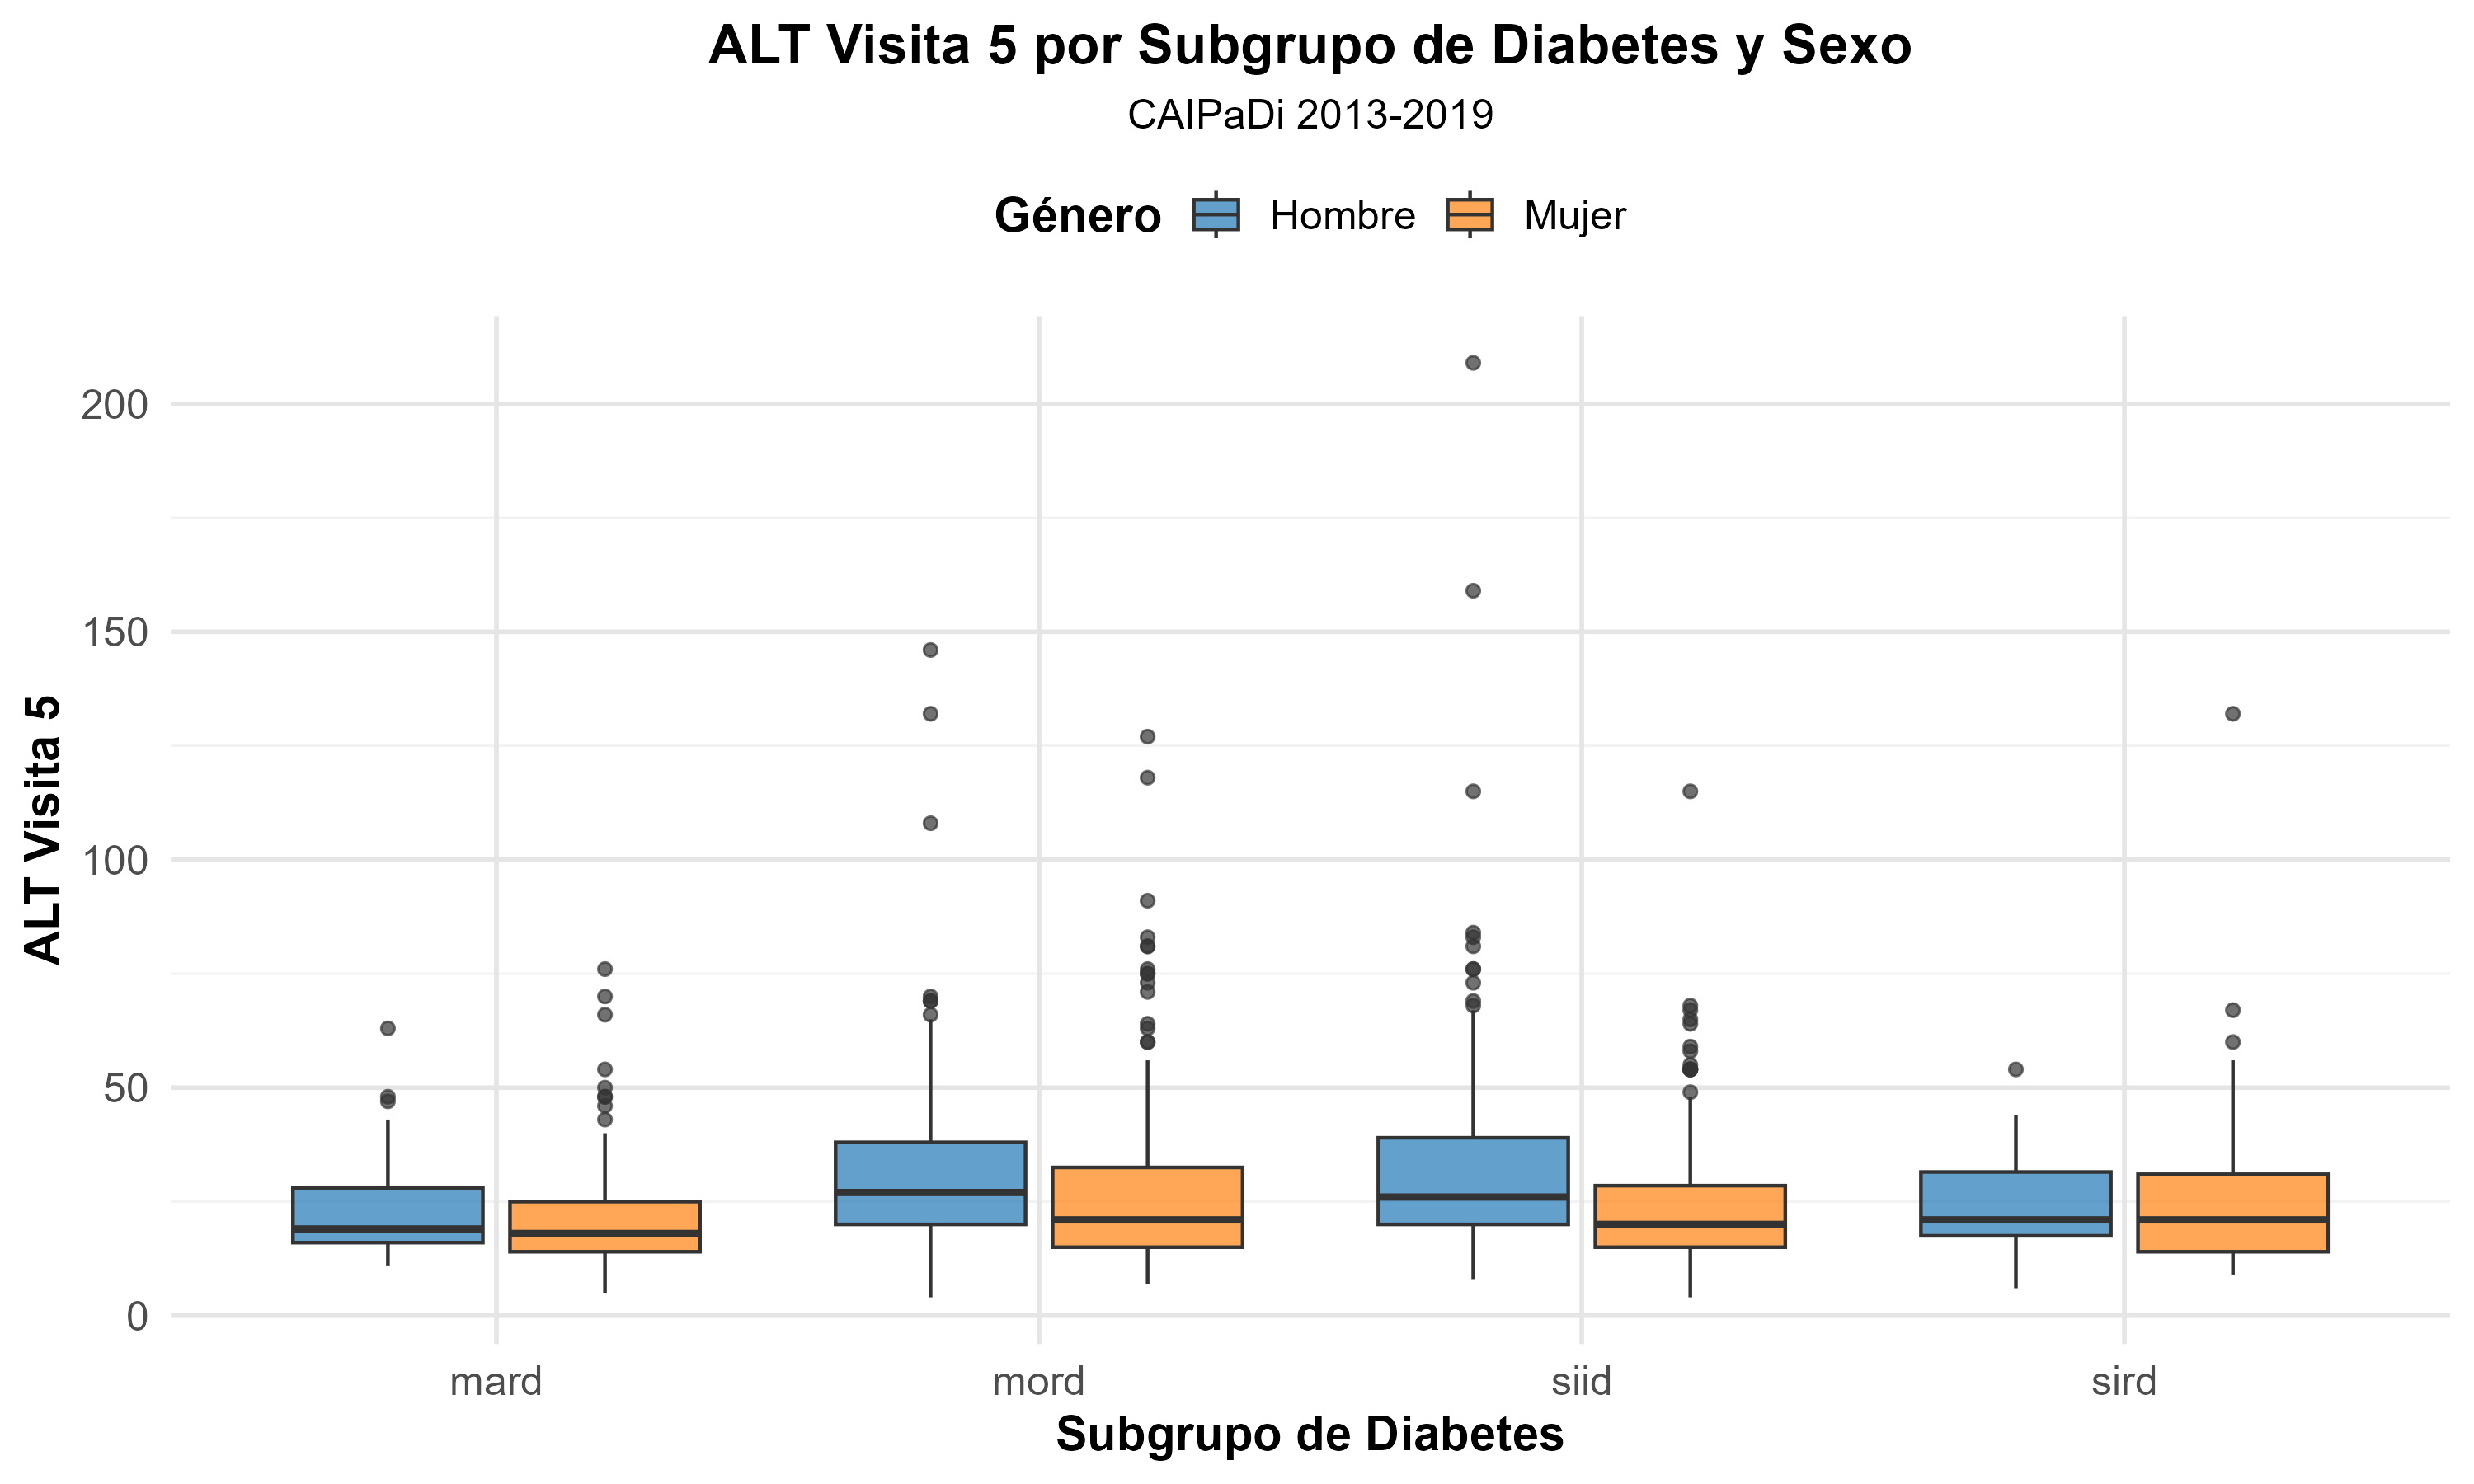 ALT Visita 5 por Subgrupo de Diabetes y Sexo
CAIPaDi 2013-2019
Género Hombre Mujer
200
150
100
50
0
ALT Visita 5
mard mord siid sird
Subgrupo de Diabetes